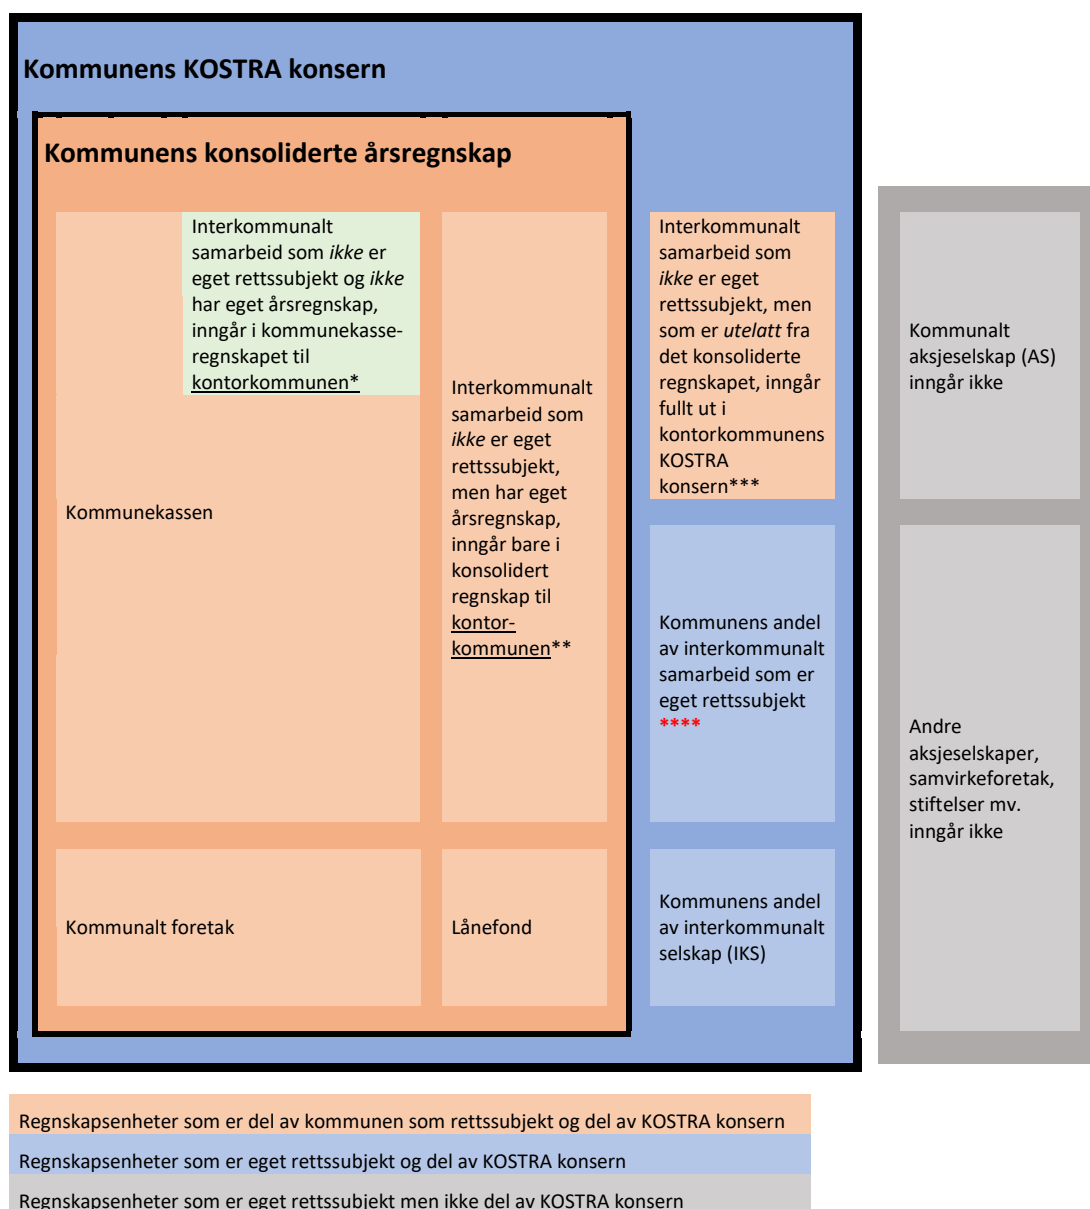 Kommunens KOSTRA konsern
Kommunens konsoliderte årsregnskap
Interkommunalt
samarbeid som ikke er
eget rettssubjekt og ikke
har eget årsregnskap,
inngår i kommunekasse-
regnskapet til
kontorkommunen*
Kommunekassen
Interkommunalt
samarbeid som
ikke er eget
rettssubjekt,
men har eget
årsregnskap,
inngår bare i
konsolidert
regnskap til
kontor-
kommunen**
Interkommunalt
samarbeid som
ikke er eget
rettssubjekt, men
som er utelatt fra
det konsoliderte
regnskapet, inngår
fullt ut i
kontorkommunens
KOSTRA
konsern***
Kommunens andel
av interkommunalt
samarbeid som er
eget rettssubjekt
****
Kommunalt foretak
Lånefond
Kommunens andel
av interkommunalt
selskap (IKS)
Kommunalt
aksjeselskap (AS)
inngår ikke
Andre
aksjeselskaper,
samvirkeforetak,
stiftelser mv.
inngår ikke
Regnskapsenheter som er del av kommunen som rettssubjekt og del av KOSTRA konsern
Regnskapsenheter som er eget rettssubjekt og del av KOSTRA konsern
Regnskapsenheter som er eget rettssubjekt men ikke del av KOSTRA konsern